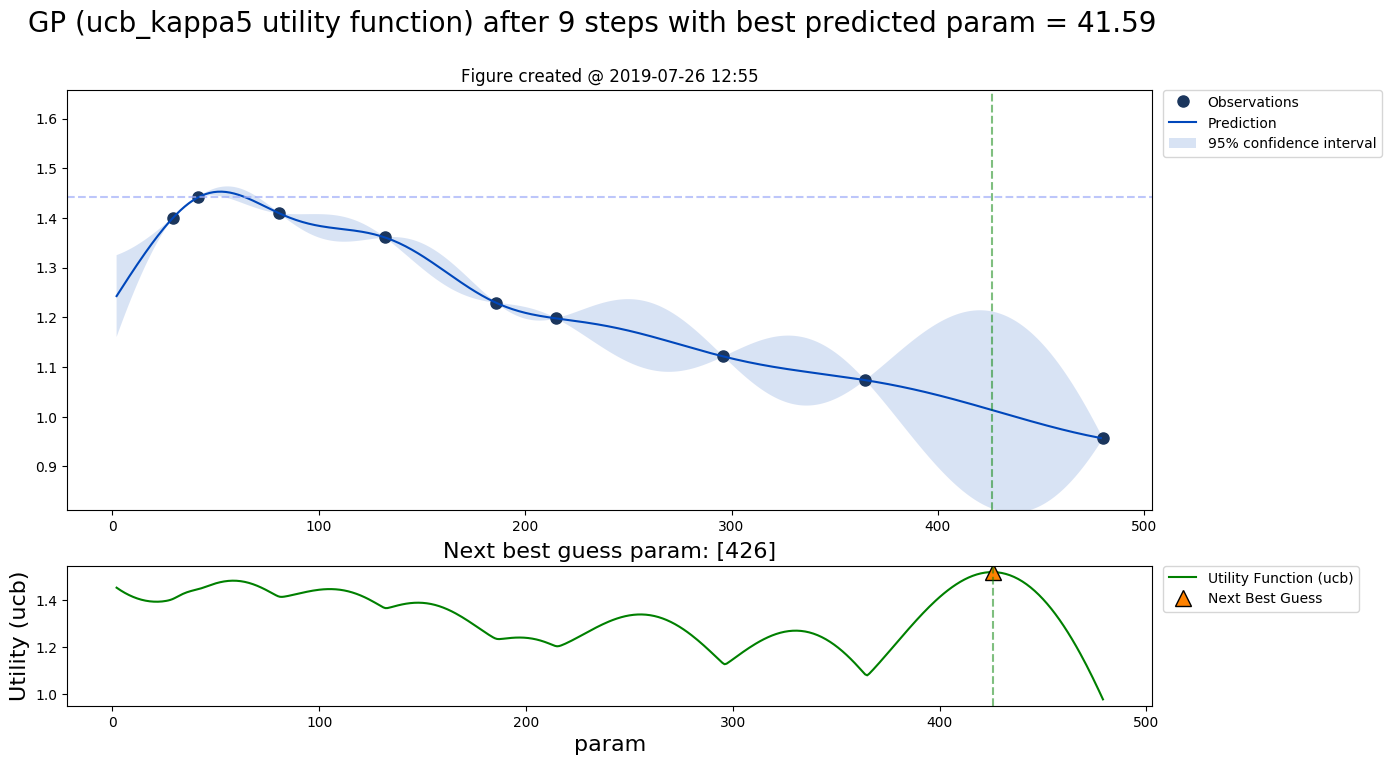 GP (ucb_kappa5 utility function) after 9 steps with best predicted param = 41.59
Figure created @ 2019-07-26 12:55
1.6
1.5
1.4
1.3
1.2
1.1
1.0
0.9
0 100 200 300 400 500
Observations
Prediction
95% confidence interval
Next best guess param: [426]
Utility (ucb)
1.4
1.2
1.0
0 100 200 300 400 500
param
Utility Function (ucb)
Next Best Guess